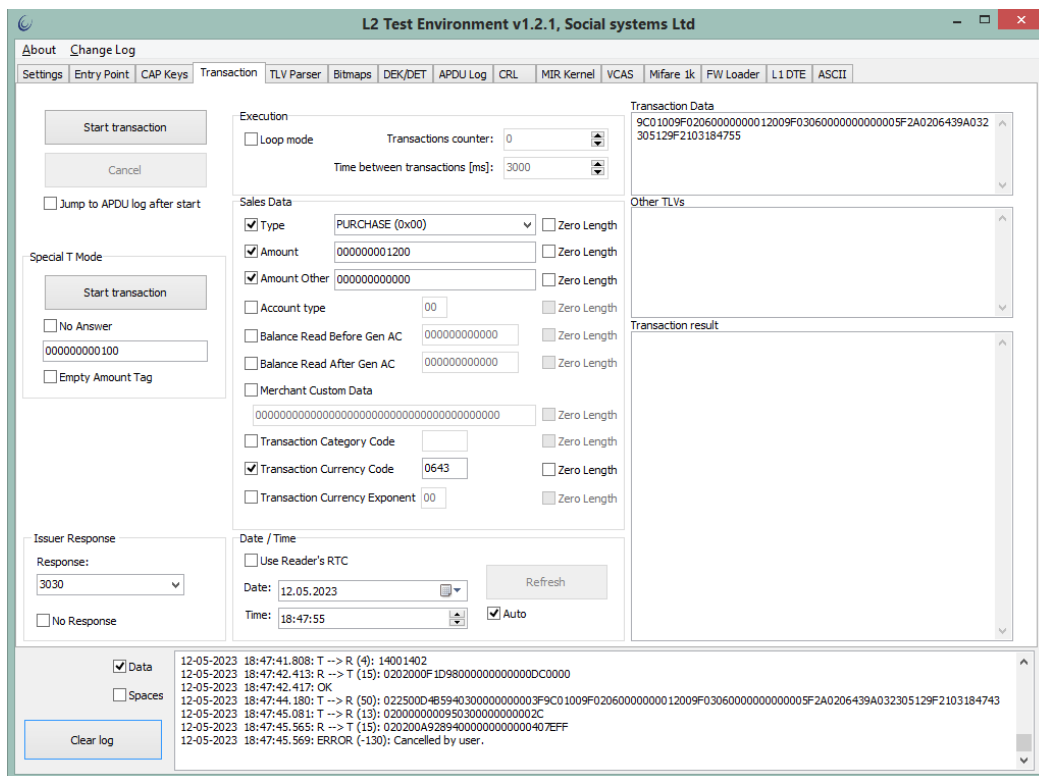 L2 Test Environment v1.2.1, Social systems Ltd
About Change Log
Settings Entry Point CAP Keys Transaction TLV Parser Bitmaps DEK/DET APDU Log CRL MIR Kernel VCAS Mifare 1k FW Loader L1 DTE ASCII
Start transaction
Cancel
Jump to APDU log after start
Special T Mode
Start transaction
No Answer
000000000100
Empty Amount Tag
Issuer Response
Response:
3030
No Response
Execution
Loop mode Transactions counter: 0
Time between transactions [ms]: 3000
Sales Data
Type PURCHASE (0x00) Zero Length
Amount 000000001200 Zero Length
Amount Other 000000000000 Zero Length
Account type 00 Zero Length
Balance Read Before Gen AC 000000000000 Zero Length
Balance Read After Gen AC 000000000000 Zero Length
Merchant Custom Data
0000000000000000000000000000000000000000 Zero Length
Transaction Category Code Zero Length
Transaction Currency Code 0643 Zero Length
Transaction Currency Exponent 00 Zero Length
Date / Time
Use Reader's RTC
Date: 12.05.2023 Refresh
Time: 18:47:55 Auto
Transaction Data
9C01009F02060000000012009F03060000000000005F2A0206439A032
305129F2103184755
Other TLVs
Transaction result
Data
Spaces
Clear log
12-05-2023 18:47:41.808: T --> R (4): 14001402
12-05-2023 18:47:42.413: R --> T (15): 0202000F1D98000000000000DC0000
12-05-2023 18:47:42.417: OK
12-05-2023 18:47:44.180: T --> R (50): 022500D4B5940300000000003F9C01009F02060000000012009F03060000000000005F2A0206439A032305129F2103184743
12-05-2023 18:47:45.081: R --> T (13): 0200000009503000000000002C
12-05-2023 18:47:45.565: R --> T (15): 020200A92894000000000000407EFF
12-05-2023 18:47:45.569: ERROR (-130): Cancelled by user.